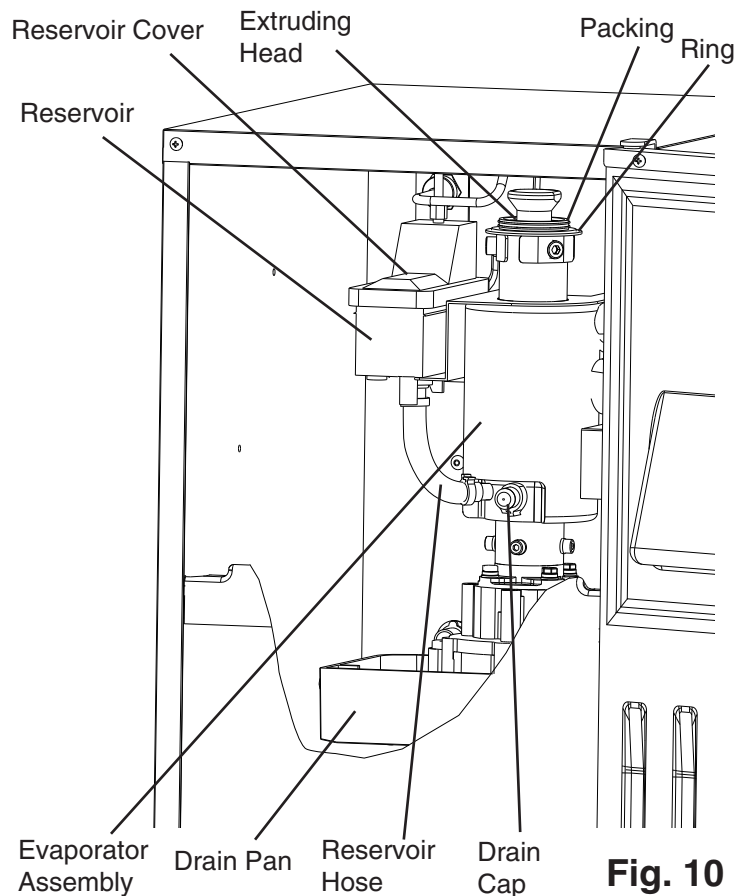 Reservoir Cover
Extruding
Head
Packing
Ring
Reservoir
Evaporator
Assembly
Drain Pan
Reservoir
Hose
Drain
Cap
Fig. 10